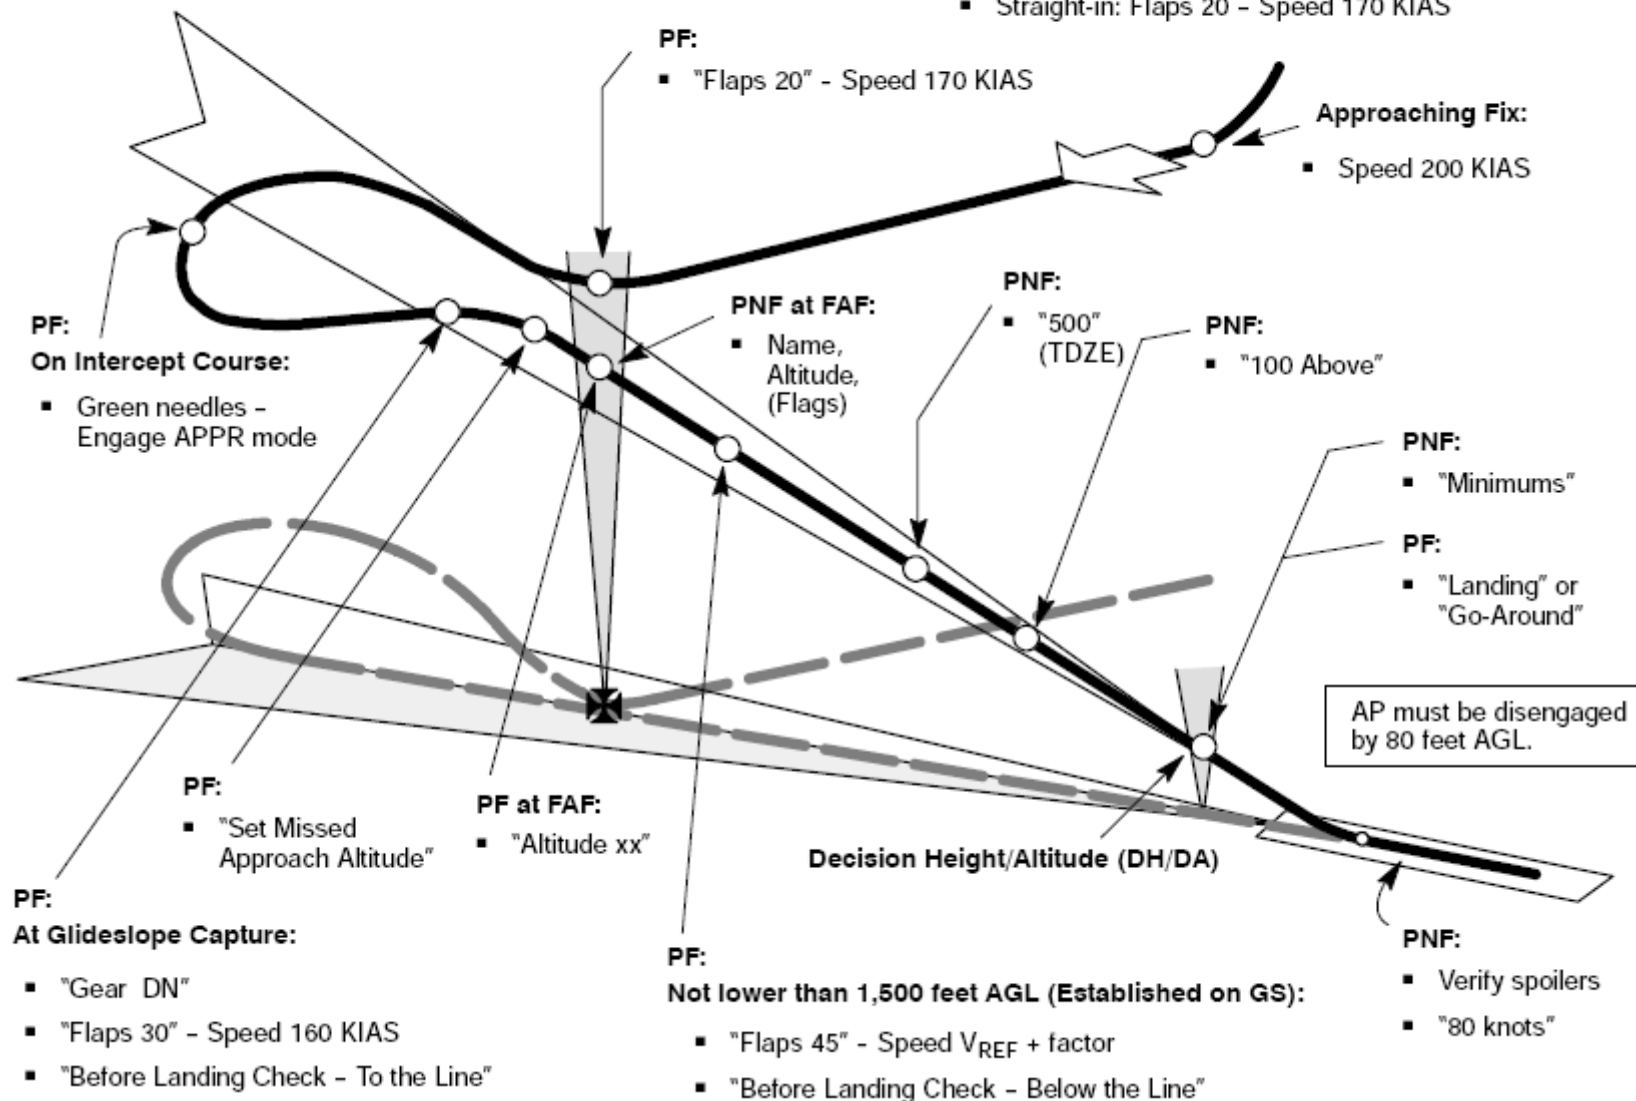 ▪ Straight-in: Flaps 20 – Speed 170 KIAS
PF:
▪ "Flaps 20" – Speed 170 KIAS
Approaching Fix:
▪ Speed 200 KIAS
PF:
On Intercept Course:
▪ Green needles –
Engage APPR mode
PNF at FAF:
▪ Name,
Altitude,
(Flags)
PNF:
▪ "500"
(TDZE)
PNF:
▪ "100 Above"
PNF:
▪ "Minimums"
PF:
▪ "Landing" or
"Go-Around"
AP must be disengaged
by 80 feet AGL.
PF:
▪ "Set Missed
Approach Altitude"
PF at FAF:
▪ "Altitude xx"
Decision Height/Altitude (DH/DA)
PF:
At Glideslope Capture:
▪ "Gear DN"
▪ "Flaps 30" – Speed 160 KIAS
▪ "Before Landing Check – To the Line"
PF:
Not lower than 1,500 feet AGL (Established on GS):
▪ "Flaps 45" – Speed VREF + factor
▪ "Before Landing Check – Below the Line"
PNF:
▪ Verify spoilers
▪ "80 knots"